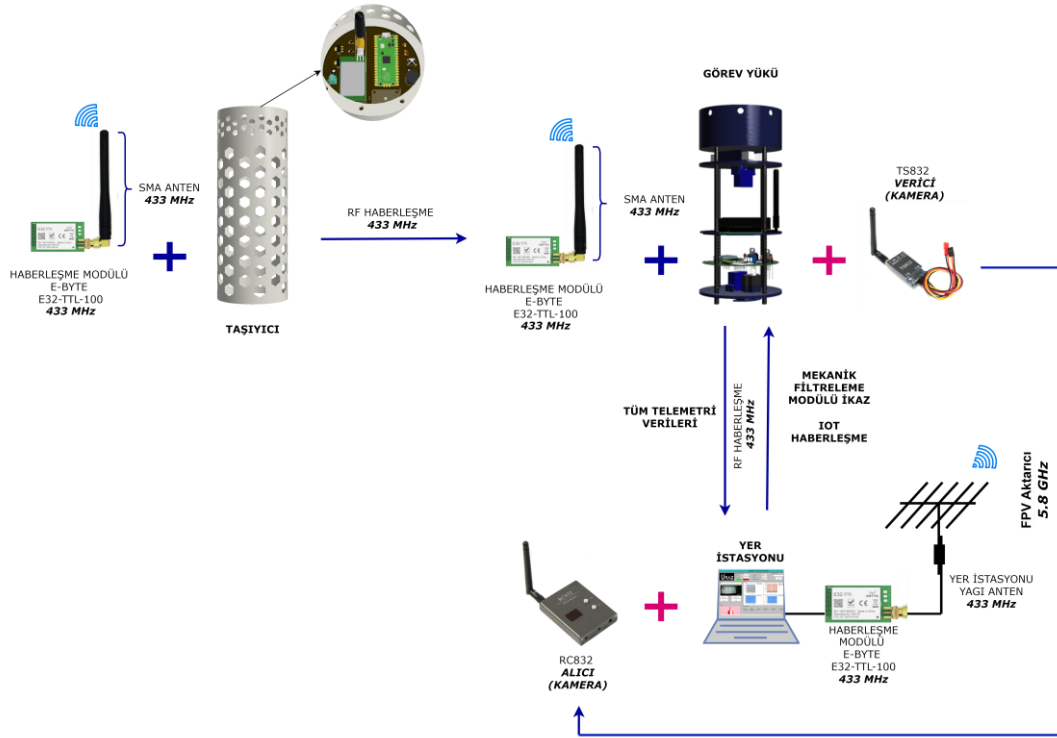 SMA ANTEN
433 MHz
HABERLEŞME MODÜLÜ
E-BYTE
E32-TTL-100
433 MHz
TAŞIYICI
RF HABERLEŞME
433 MHz
SMA ANTEN
433 MHz
HABERLEŞME MODÜLÜ
E-BYTE
E32-TTL-100
433 MHz
GÖREV YÜKÜ
TS832
VERİCİ
(KAMERA)
TÜM TELEMETRİ
VERİLERİ
RF HABERLEŞME
433 MHz
MEKANİK
FİLTRELEME
MODÜLÜ İKAZ
IOT
HABERLEŞME
FPV Aktarıcı
5.8 GHz
YER
İSTASYONU
YER İSTASYONU
YAGI ANTEN
433 MHz
HABERLEŞME
MODÜLÜ
E-BYTE
E32-TTL-100
433 MHz
RC832
ALICI
(KAMERA)